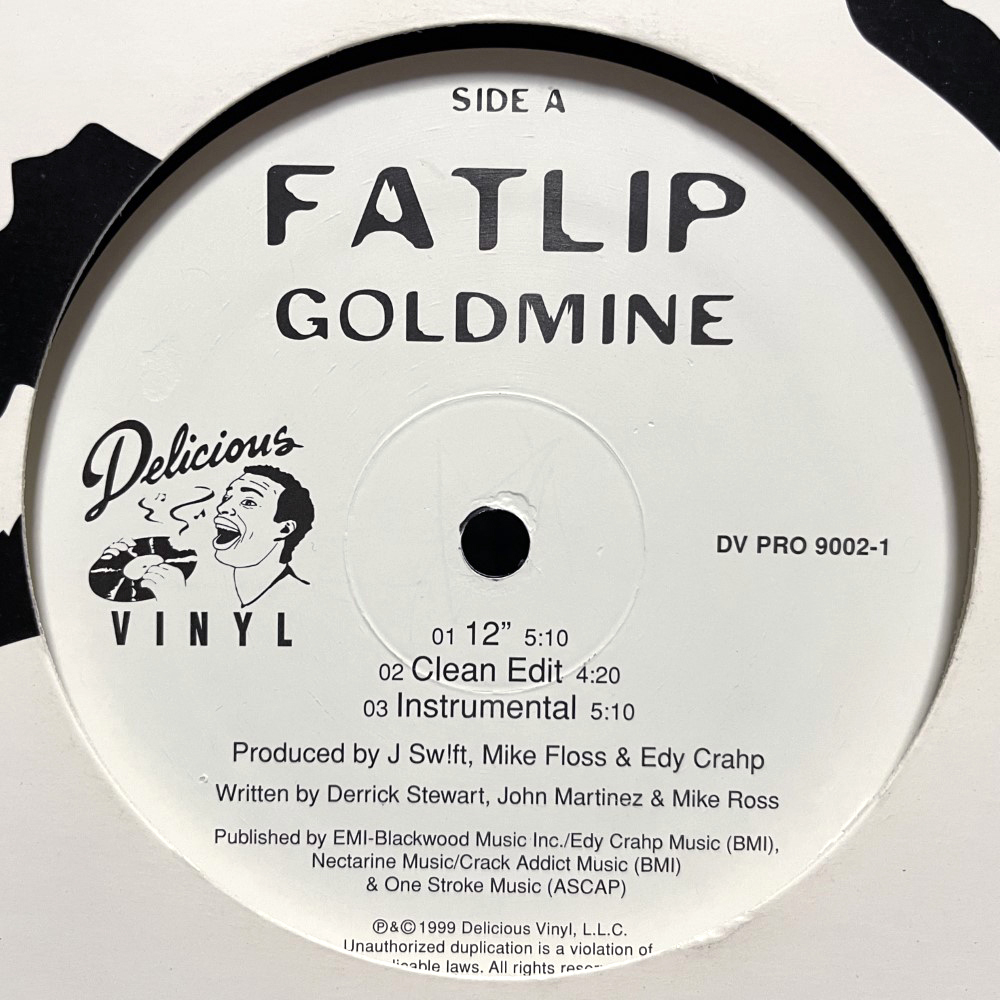 SIDE A
FATLIP
GOLDMINE
Delicious
VINYL
DV PRO 9002-1
01 12” 5:10
02 Clean Edit 4:20
03 Instrumental 5:10
Produced by J Sw!ft, Mike Floss & Edy Crahp
Written by Derrick Stewart, John Martinez & Mike Ross
Published by EMI-Blackwood Music Inc./Edy Crahp Music (BMI),
Nectarine Music/Crack Addict Music (BMI)
& One Stroke Music (ASCAP)
℗&© 1999 Delicious Vinyl, L.L.C.
Unauthorized duplication is a violation of
laws. All rights